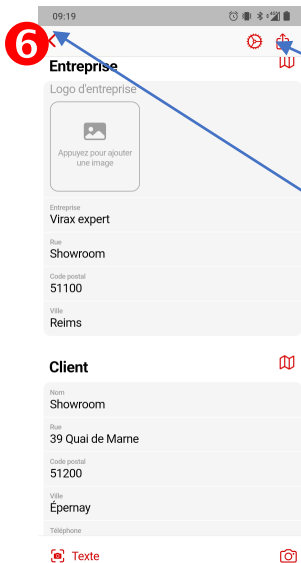 09:19
6
Entreprise
Logo d'entreprise
Appuyez pour ajouter
une image
Entreprise
Virax expert
Rue
Showroom
Code postal
51100
Ville
Reims
Client
Nom
Showroom
Rue
39 Quai de Marne
Code postal
51200
Ville
Épernay
Téléphone
Texte